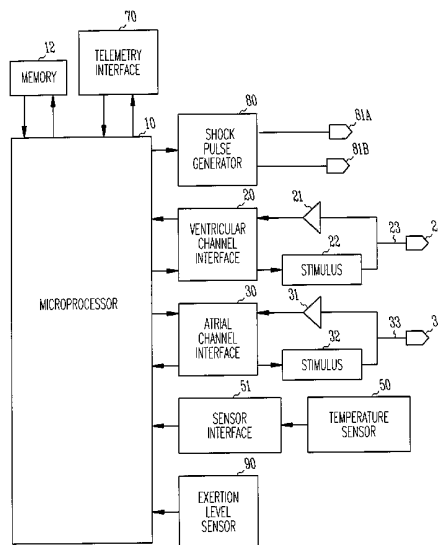 70
12
TELEMETRY
INTERFACE
MEMORY
10
80
81A
SHOCK
PULSE
GENERATOR
81B
20
21
VENTRICULAR
CHANNEL
INTERFACE
22
23
2
STIMULUS
MICROPROCESSOR
30
31
ATRIAL
CHANNEL
INTERFACE
32
33
3
STIMULUS
51
50
SENSOR
INTERFACE
TEMPERATURE
SENSOR
90
EXERTION
LEVEL
SENSOR